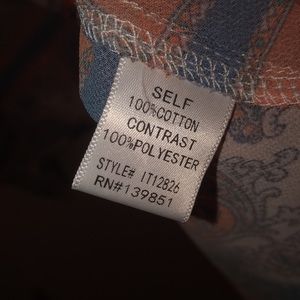 SELF
100%COTTON
CONTRAST
100%POLYESTER
STYLE# IT12826
RN#139851